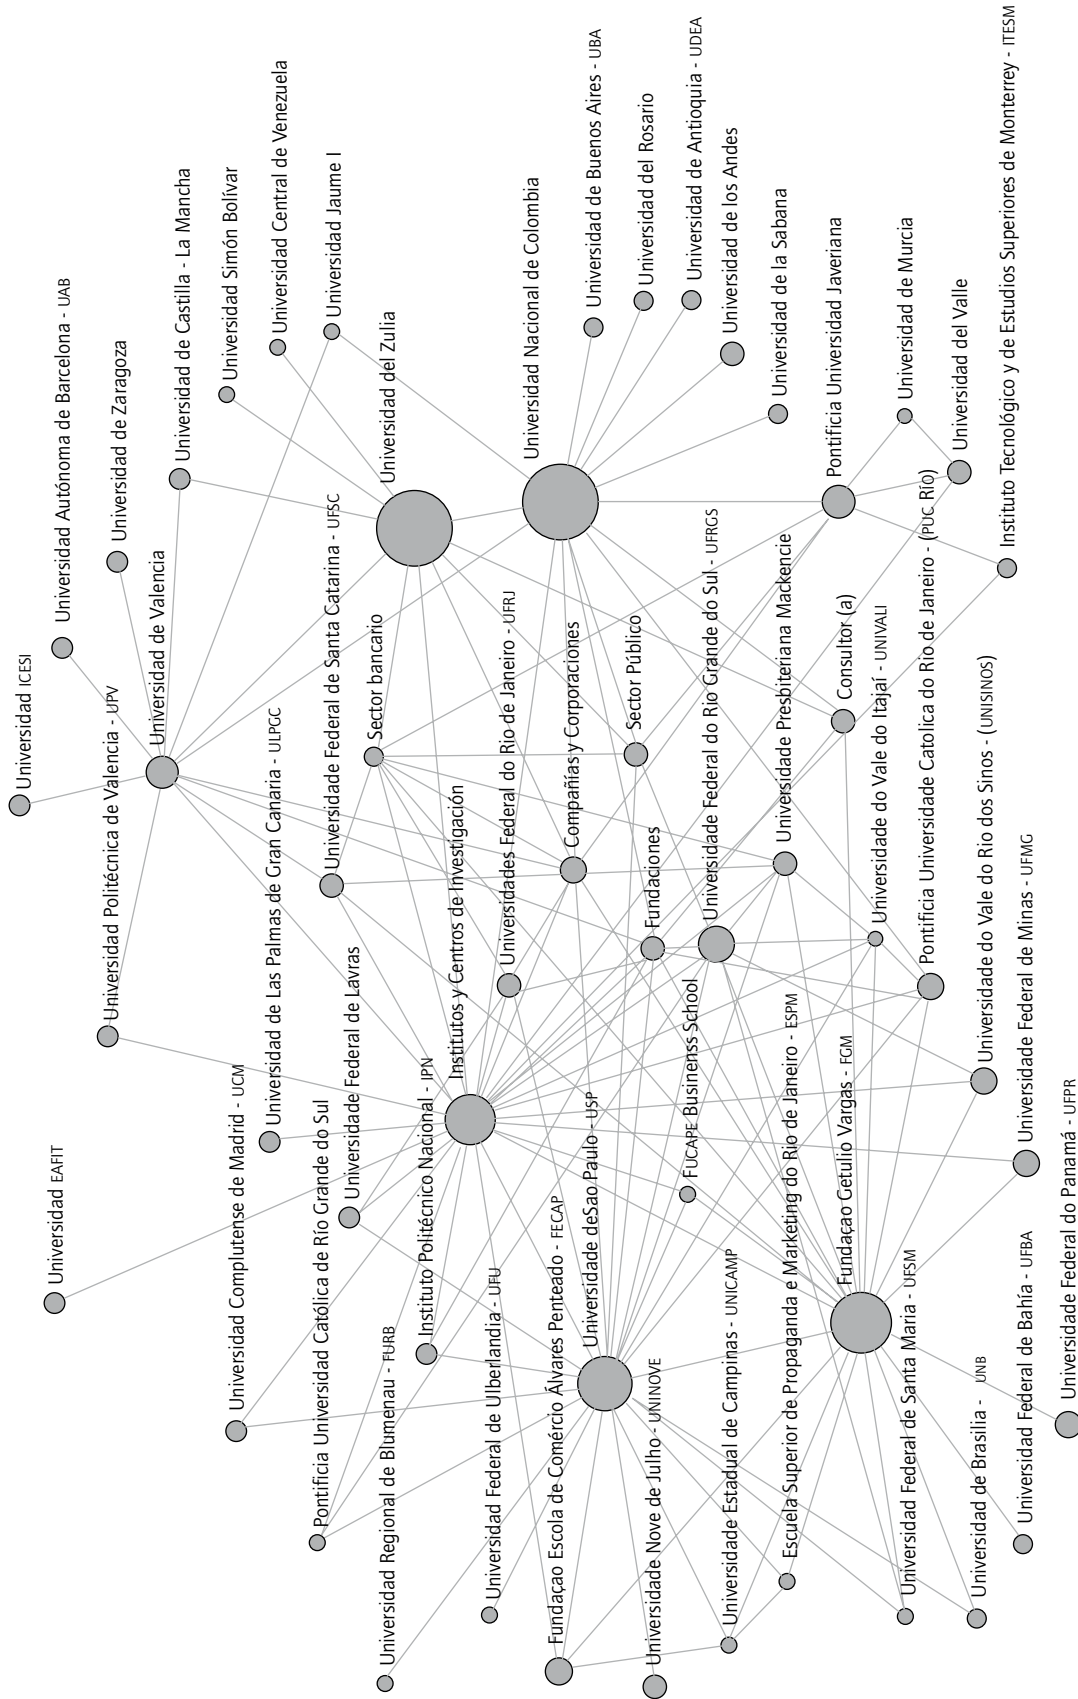 Universidad ICESI
Universidad Autónoma de Barcelona - UAB
Universidad de Zaragoza
Universidad de Castilla - La Mancha
Universidad Simón Bolívar
Universidad Central de Venezuela
Universidad Jaume I
Universidad de Valencia
Universidad Politécnica de Valencia - UPV
Universidad EAFIT
Universidad Complutense de Madrid - UCM
Universidad de Las Palmas de Gran Canaria - ULPGC
Universidade Federal de Santa Catarina - UFSC
Universidad del Zulia
Sector bancario
Universidade Federal de Lavras
Pontificia Universidad Católica de Río Grande do Sul
Universidad Regional de Blumenau - FURB
Instituto Politécnico Nacional - IPN
Institutos y Centros de Investigación
Universidades Federal do Rio de Janeiro - UFRJ
Universidad Nacional de Colombia
Universidad de Buenos Aires - UBA
Universidad del Rosario
Universidad de Antioquia - UDEA
Universidad de los Andes
Universidad de la Sabana
Compañías y Corporaciones
Sector Público
Fundaciones
Universidade Federal do Rio Grande do Sul - UFRGS
Universidade Presbiteriana Mackencie
Pontificia Universidad Javeriana
Consultor (a)
Universidad de Murcia
Universidad del Valle
Instituto Tecnológico y de Estudios Superiores de Monterrey - ITESM
Universidade do Vale do Itajaí - UNIVALI
Pontificia Universidade Catolica do Rio de Janeiro - (PUC Río)
Universidade do Vale do Rio dos Sinos - (UNISINOS)
Universidade Federal de Minas - UFMG
Universidad Federal de Ulberlandia - UFU
Fundaçao Escola de Comércio Álvares Penteado - FECAP
Universidade deSao Paulo - USP
FUCAPE Businenss School
Universidade Nove de Julho - UNINOVE
Universidade Estadual de Campinas - UNICAMP
Escuela Superior de Propaganda e Marketing do Rio de Janeiro - ESPM
Fundaçao Getulio Vargas - FGM
Universidade Federal de Santa Maria - UFSM
Universidad de Brasilia - UNB
Universidad Federal de Bahía - UFBA
Universidade Federal do Panamá - UFPR